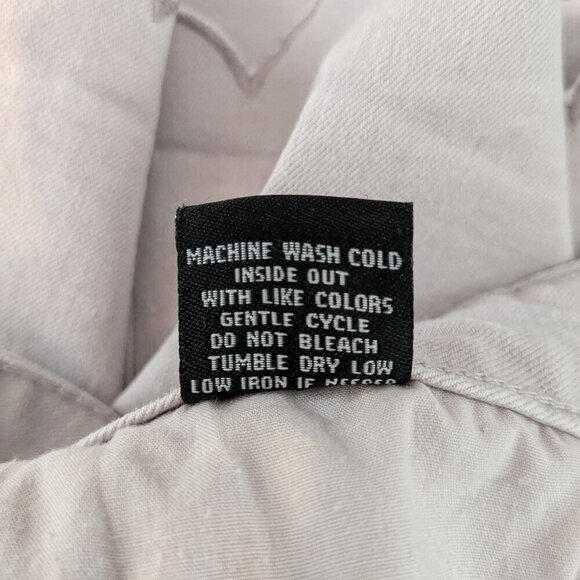 MACHINE WASH COLD
INSIDE OUT
WITH LIKE COLORS
GENTLE CYCLE
DO NOT BLEACH
TUMBLE DRY LOW
LOW IRON IF NEEDED